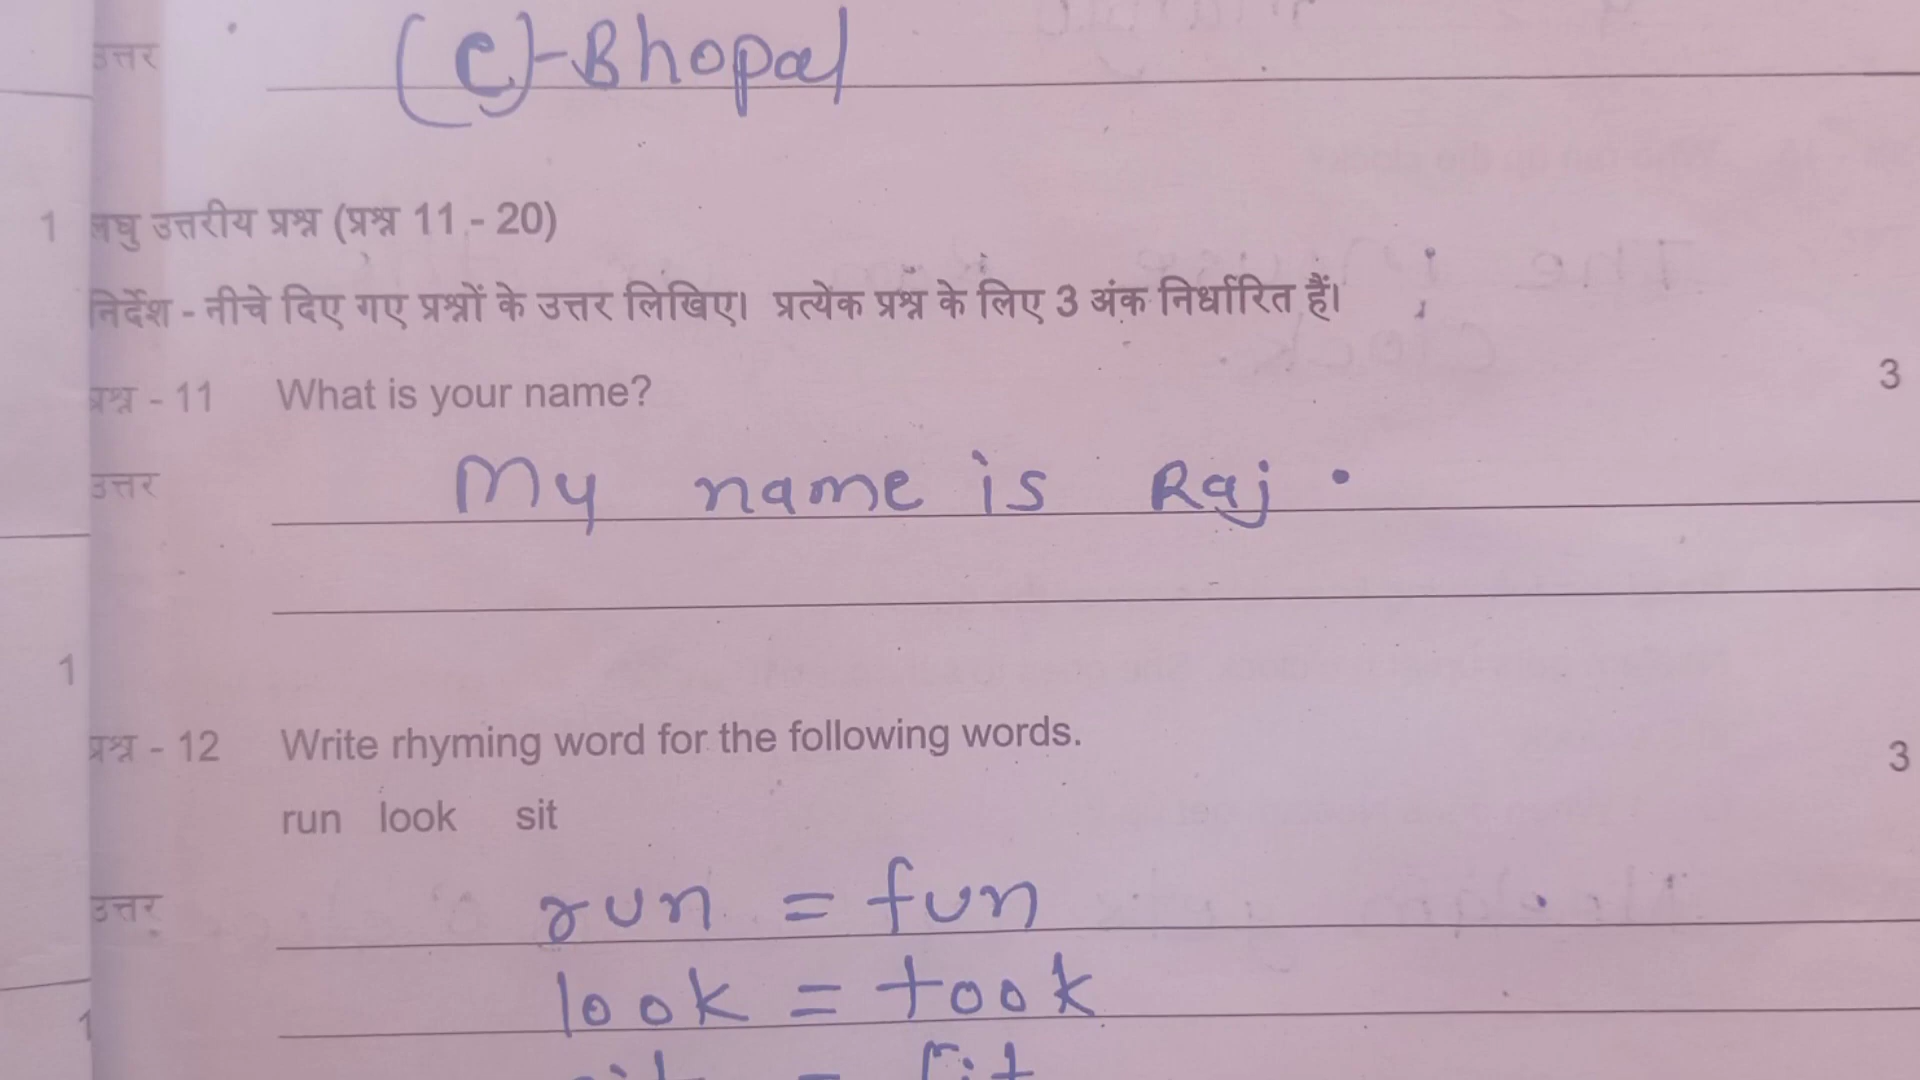 उत्तर (C)-Bhopal
1 लघु उत्तरीय प्रश्न (प्रश्न 11 - 20)
निर्देश - नीचे दिए गए प्रश्नों के उत्तर लिखिए। प्रत्येक प्रश्न के लिए 3 अंक निर्धारित हैं।
प्रश्न - 11 What is your name? 3
उत्तर My name is Raj .
1
प्रश्न - 12 Write rhyming word for the following words. 3
run look sit
उत्तर run = fun
look = took
1